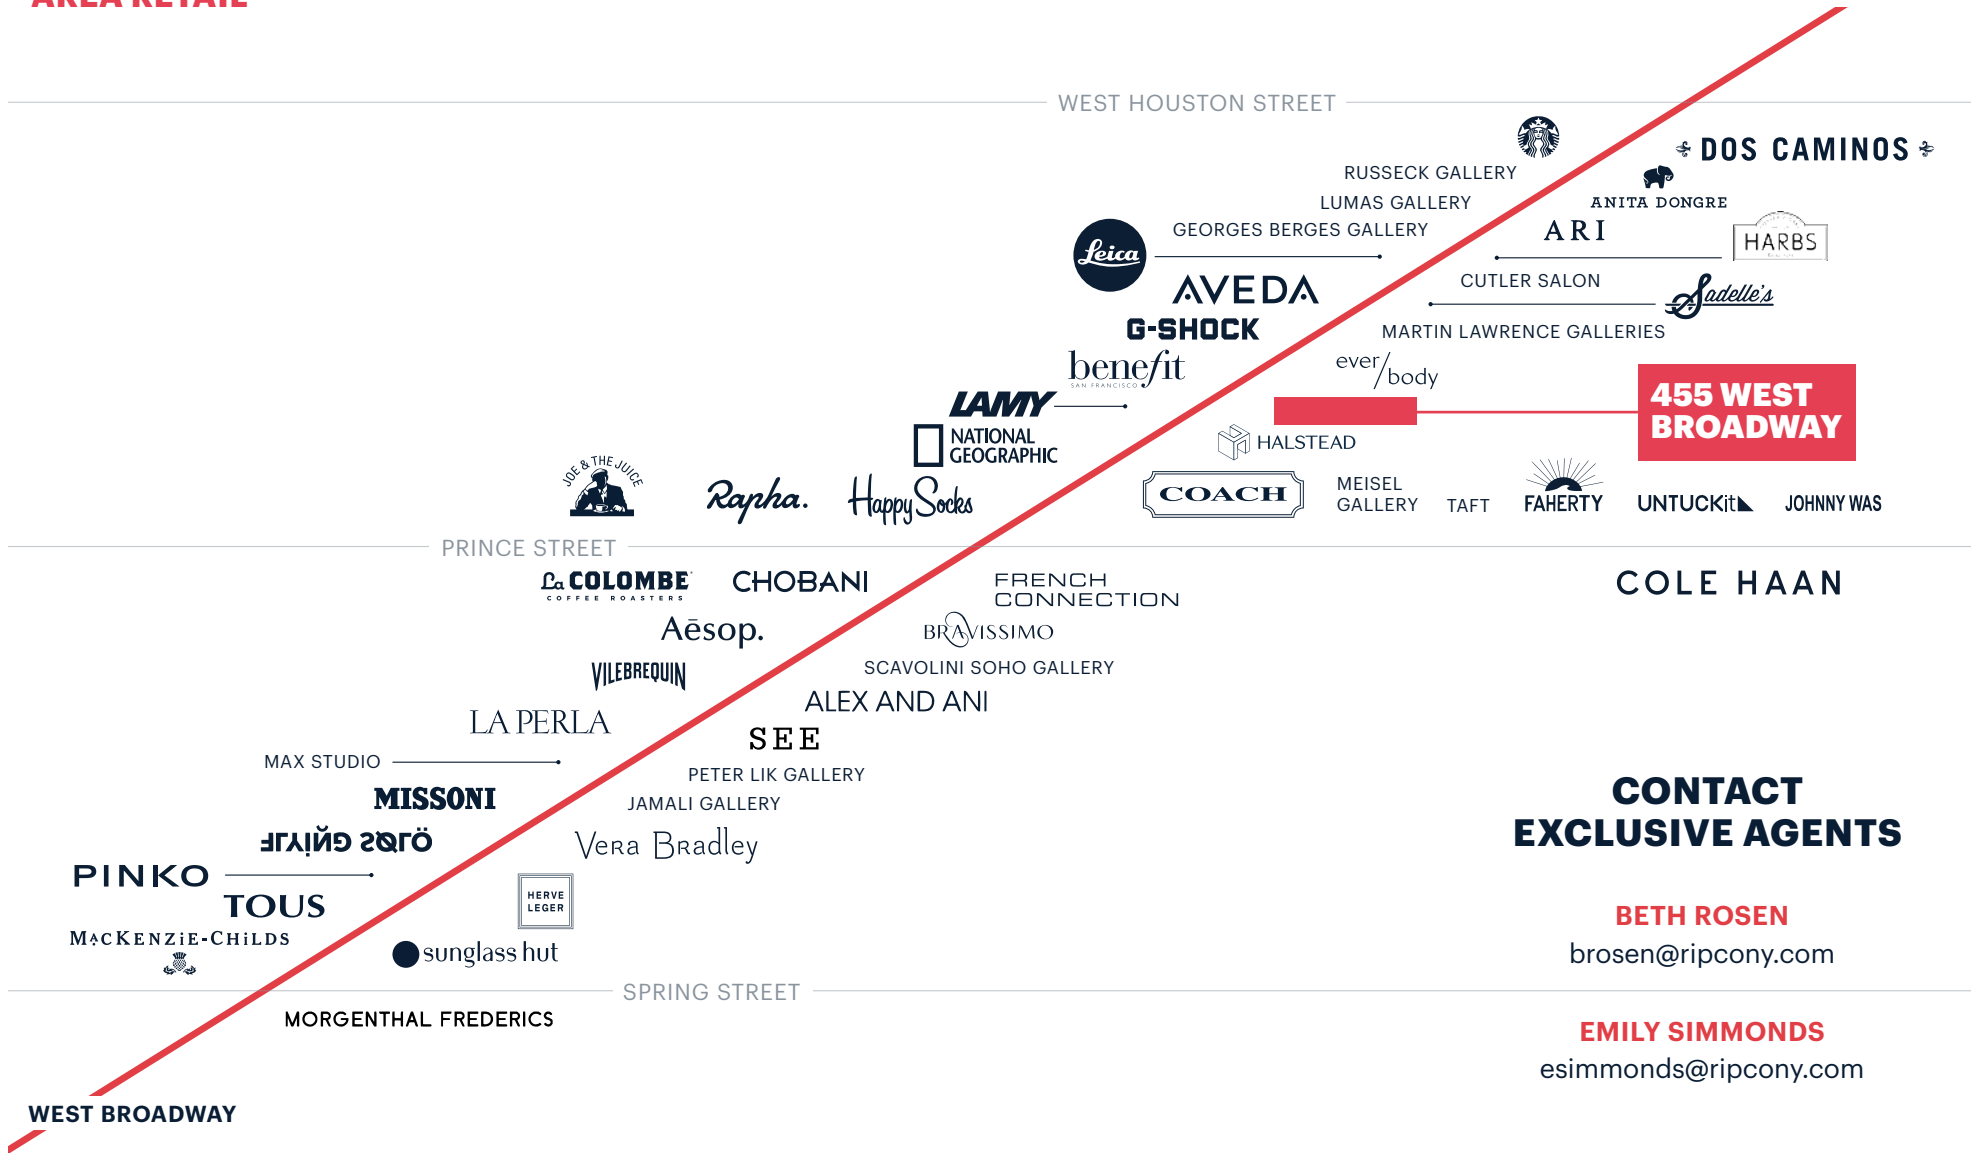 AREA RETAIL
WEST HOUSTON STREET
DOS CAMINOS
RUSSECK GALLERY
ANITA DONGRE
LUMAS GALLERY
GEORGES BERGES GALLERY
ARI
HARBS
Leica
CUTLER SALON
AVEDA
Sadelle's
G-SHOCK
MARTIN LAWRENCE GALLERIES
benefit
SAN FRANCISCO
ever/body
LAMY
455 WEST
BROADWAY
NATIONAL
GEOGRAPHIC
HALSTEAD
JOE & THE JUICE
Rapha.
Happy Socks
COACH
MEISEL
GALLERY
TAFT
FAHERTY
UNTUCKit
JOHNNY WAS
PRINCE STREET
La COLOMBE
COFFEE ROASTERS
CHOBANI
FRENCH
CONNECTION
COLE HAAN
Aēsop.
BRAVISSIMO
VILEBREQUIN
SCAVOLINI SOHO GALLERY
ALEX AND ANI
LA PERLA
SEE
MAX STUDIO
PETER LIK GALLERY
MISSONI
JAMALI GALLERY
FLYING SØLÖ
Vera Bradley
PINKO
TOUS
HERVE
LEGER
MACKENZiE-CHiLDS
sunglass hut
SPRING STREET
MORGENTHAL FREDERICS
WEST BROADWAY
CONTACT
EXCLUSIVE AGENTS
BETH ROSEN
brosen@ripcony.com
EMILY SIMMONDS
esimmonds@ripcony.com